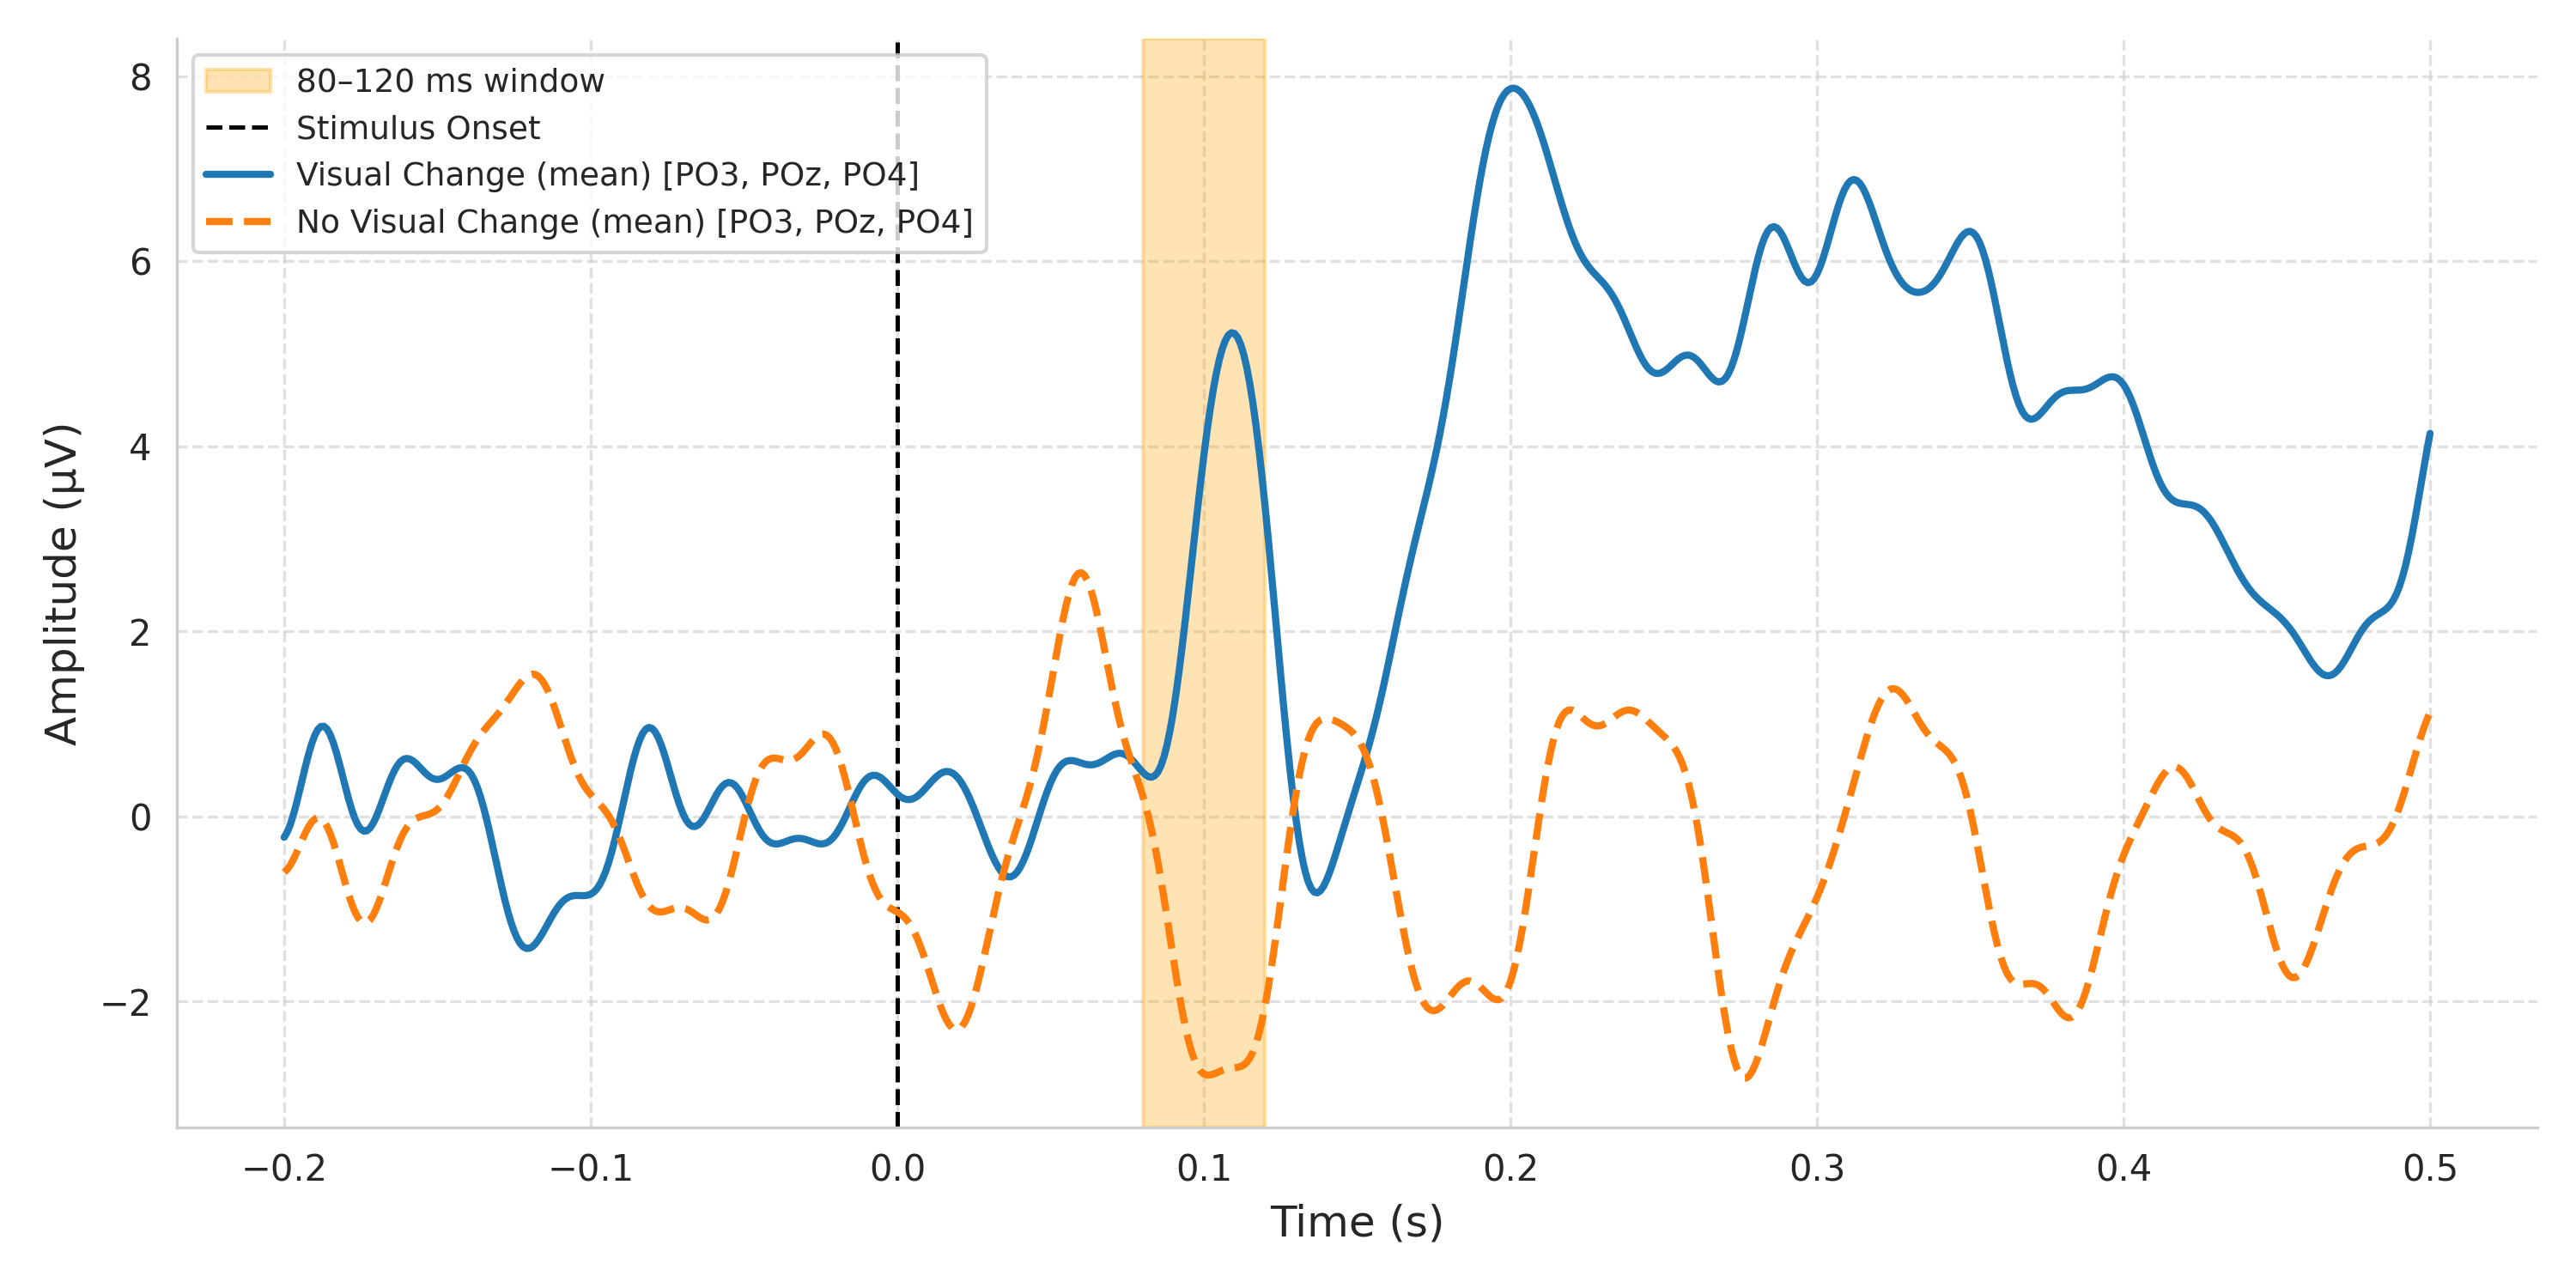 80–120 ms window
Stimulus Onset
Visual Change (mean) [PO3, POz, PO4]
No Visual Change (mean) [PO3, POz, PO4]
Amplitude (µV)
8
6
4
2
0
−2
−0.2 −0.1 0.0 0.1 0.2 0.3 0.4 0.5
Time (s)